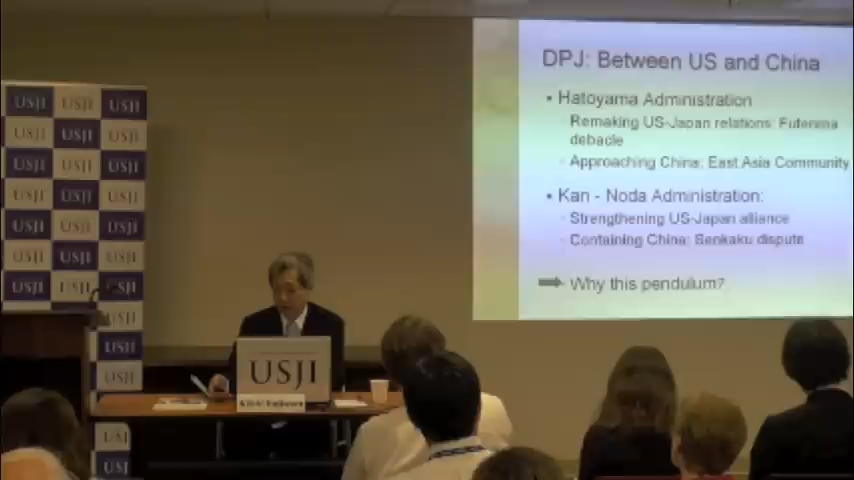 DPJ: Between US and China
• Hatoyama Administration
Remaking US-Japan relations: Futenma
debacle
Approaching China: East Asia Community
• Kan - Noda Administration:
Strengthening US-Japan alliance
Containing China: Senkaku dispute
Why this pendulum?
USJI USJI USJI
USJI USJI USJI
USJI USJI USJI
USJI USJI USJI
USJI USJI USJI
USJI USJI USJI
USJI USJI USJI
USJI
USJI
USJI
USJI
USJI
USJI